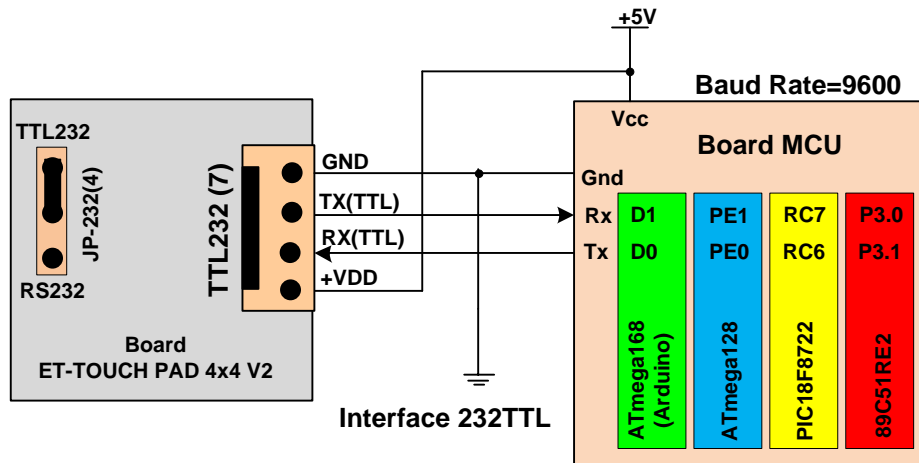 +5V
Baud Rate=9600
TTL232
JP-232(4)
RS232
TTL232 (7)
GND
TX(TTL)
RX(TTL)
+VDD
Board
ET-TOUCH PAD 4x4 V2
Interface 232TTL
Vcc
Board MCU
Gnd
Rx D1 PE1 RC7 P3.0
Tx D0 PE0 RC6 P3.1
ATmega168
(Arduino)
ATmega128
PIC18F8722
89C51RE2